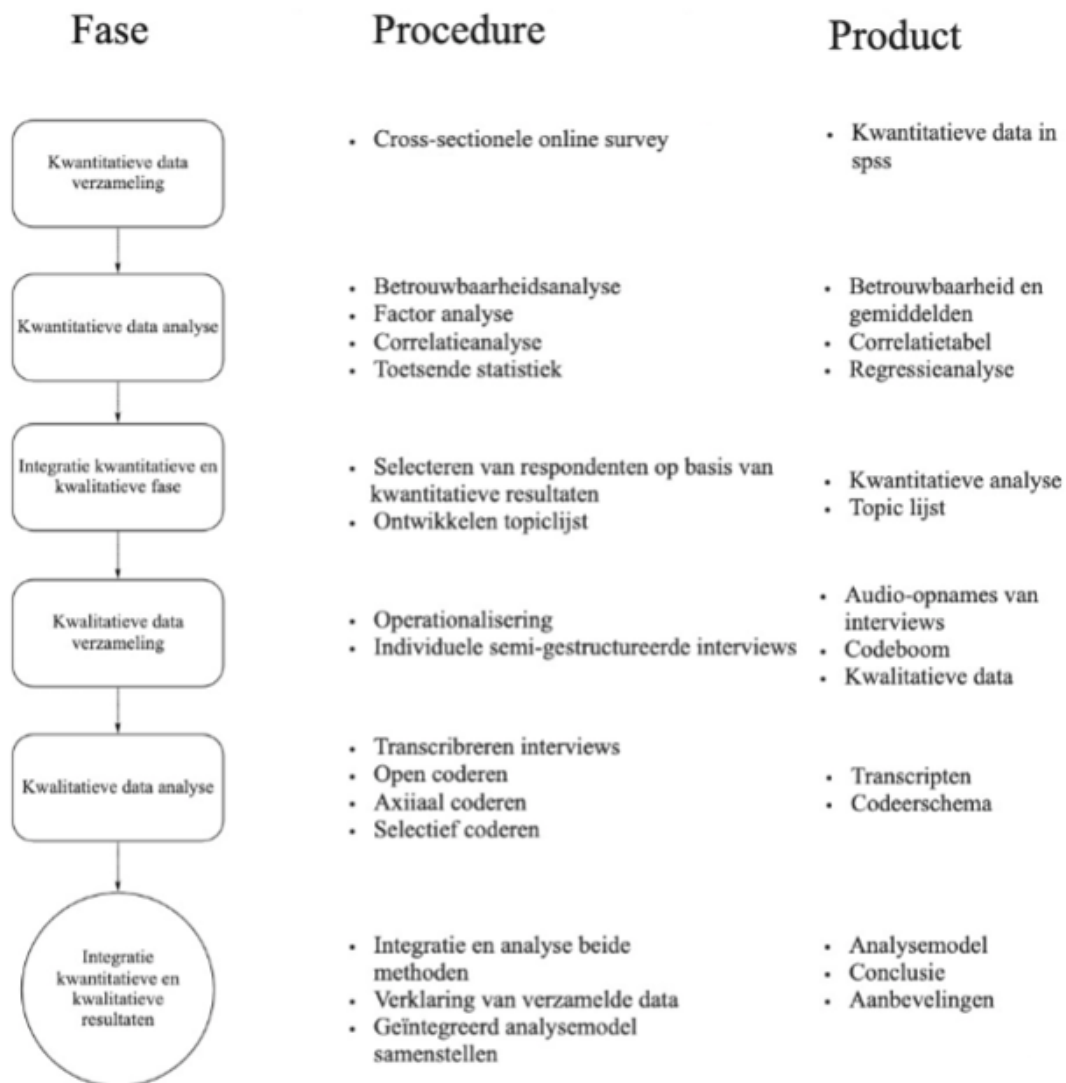 Fase
Procedure
Product
Kwantitatieve data
verzameling
• Cross-sectionele online survey
• Kwantitatieve data in
spss
Kwantitatieve data analyse
• Betrouwbaarheidsanalyse
• Factor analyse
• Correlatieanalyse
• Toetsende statistiek
• Betrouwbaarheid en
gemiddelden
• Correlatietabel
• Regressieanalyse
Integratie kwantitatieve en
kwalitatieve fase
• Selecteren van respondenten op basis van
kwantitatieve resultaten
• Ontwikkelen topiclijst
• Kwantitatieve analyse
• Topic lijst
Kwalitatieve data
verzameling
• Operationalisering
• Individuele semi-gestructureerde interviews
• Audio-opnames van
interviews
• Codeboom
• Kwalitatieve data
Kwalitatieve data analyse
• Transcribreren interviews
• Open coderen
• Axiiaal coderen
• Selectief coderen
• Transcripten
• Codeerschema
Integratie
kwantitatieve en
kwalitatieve
resultaten
• Integratie en analyse beide
methoden
• Verklaring van verzamelde data
• Geïntegreerd analysemodel
samenstellen
• Analysemodel
• Conclusie
• Aanbevelingen